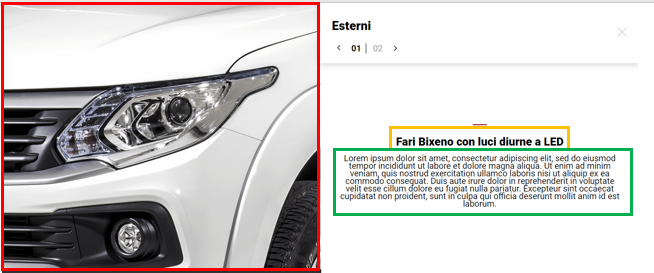 Esterni
01 | 02
Fari Bixeno con luci diurne a LED
Lorem ipsum dolor sit amet, consectetur adipiscing elit, sed do eiusmod
tempor incididunt ut labore et dolore magna aliqua. Ut enim ad minim
veniam, quis nostrud exercitation ullamco laboris nisi ut aliquip ex ea
commodo consequat. Duis aute irure dolor in reprehenderit in voluptate
velit esse cillum dolore eu fugiat nulla pariatur. Excepteur sint occaecat
cupidatat non proident, sunt in culpa qui officia deserunt mollit anim id est
laborum.